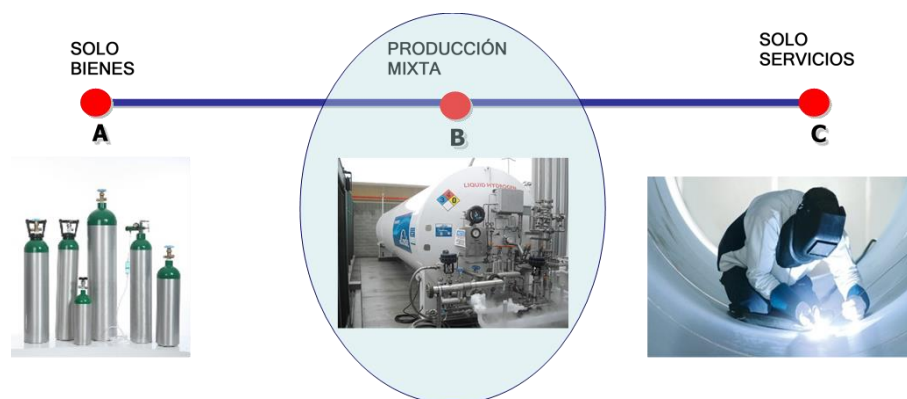 SOLO
BIENES
PRODUCCIÓN
MIXTA
SOLO
SERVICIOS
A
B
C
LIQUID HYDROGEN